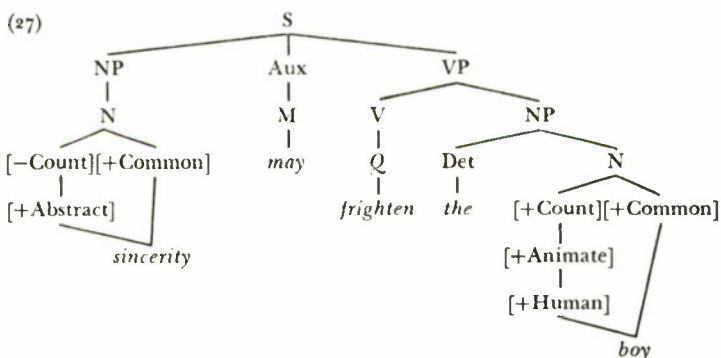 (27) S
NP Aux VP
N M V NP
[−Count][+Common] may Q Det N
[+Abstract] frighten the [+Count][+Common]
sincerity [+Animate]
[+Human]
boy